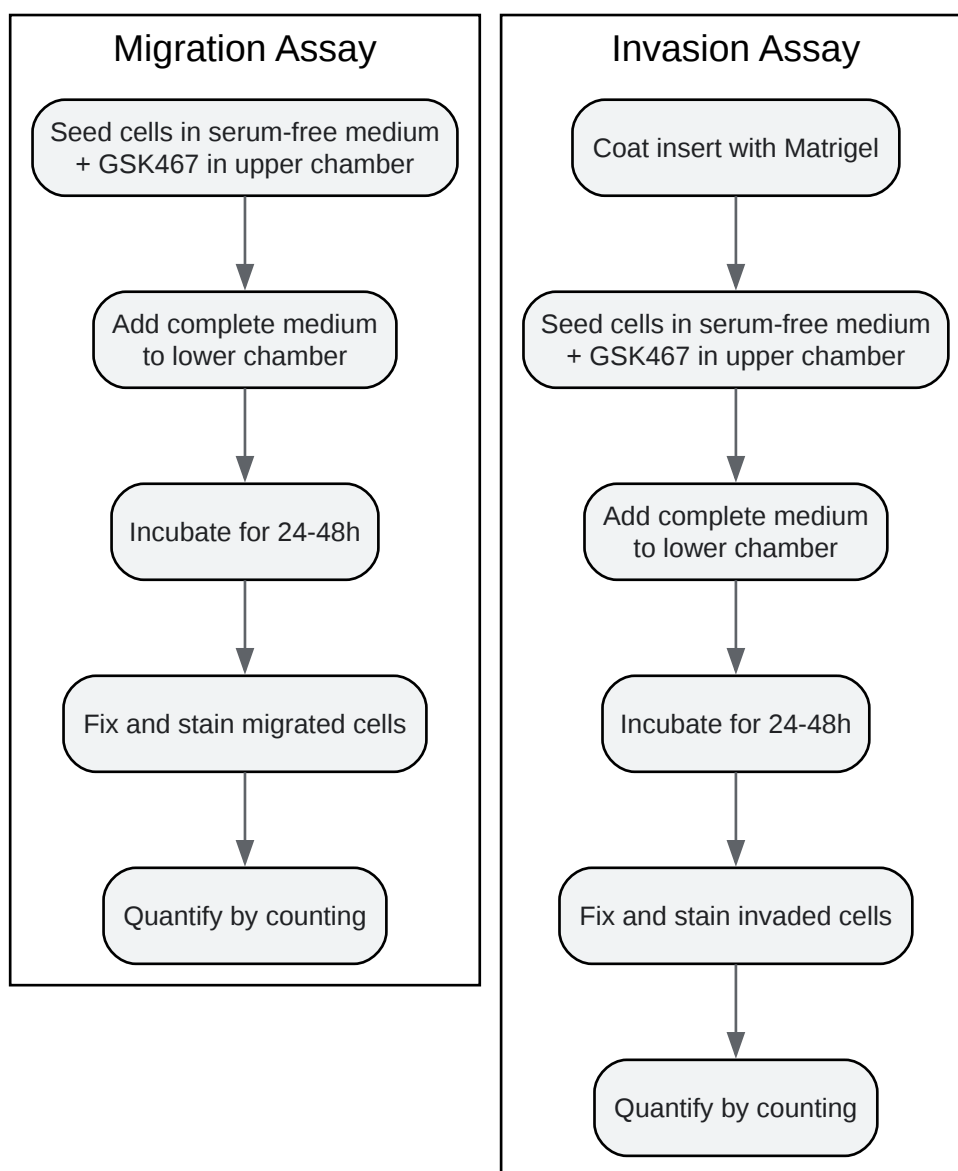 Migration Assay
Seed cells in serum-free medium
+ GSK467 in upper chamber
Add complete medium
to lower chamber
Incubate for 24-48h
Fix and stain migrated cells
Quantify by counting
Invasion Assay
Coat insert with Matrigel
Seed cells in serum-free medium
+ GSK467 in upper chamber
Add complete medium
to lower chamber
Incubate for 24-48h
Fix and stain invaded cells
Quantify by counting